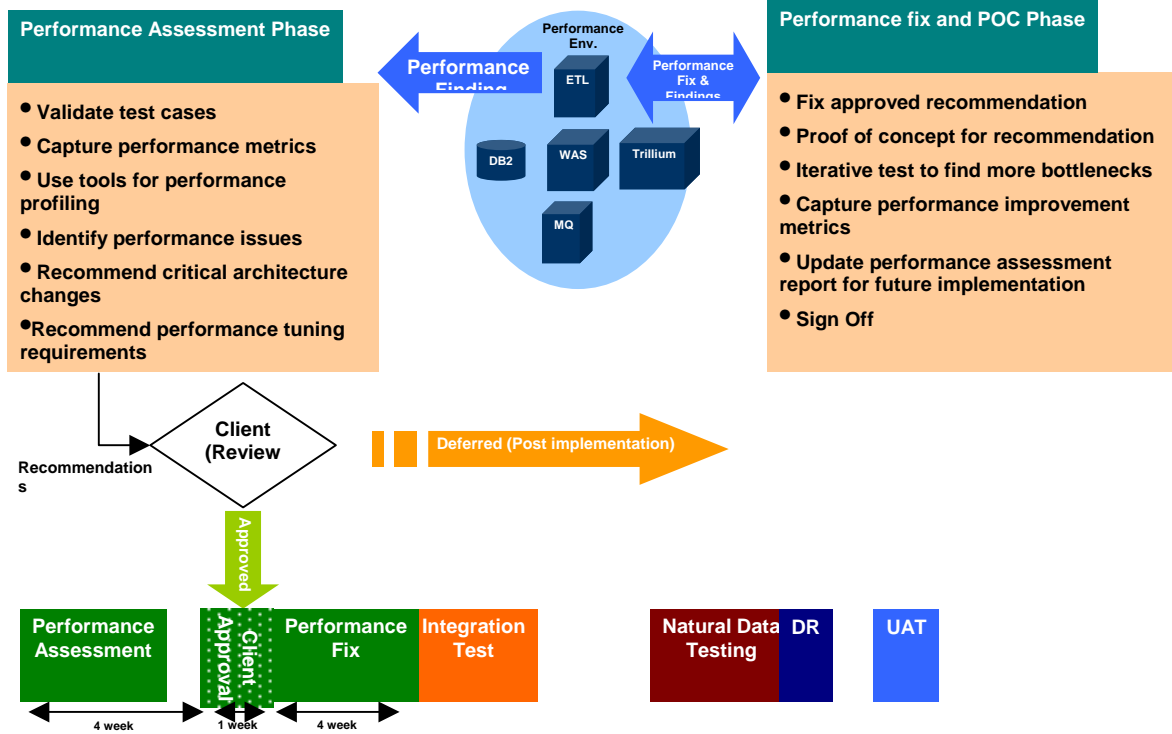 Performance Assessment Phase
● Validate test cases
● Capture performance metrics
● Use tools for performance
profiling
● Identify performance issues
● Recommend critical architecture
changes
●Recommend performance tuning
requirements
Performance
Finding
Performance
Env.
ETL
DB2
WAS
Trillium
MQ
Performance
Fix &
Findings
Performance fix and POC Phase
● Fix approved recommendation
● Proof of concept for recommendation
● Iterative test to find more bottlenecks
● Capture performance improvement
metrics
● Update performance assessment
report for future implementation
● Sign Off
Recommendation
s
Client
(Review
Deferred (Post implementation)
Approved
Performance
Assessment
Client
Approval
Performance
Fix
Integration
Test
Natural Data
Testing
DR
UAT
4 week
1 week
4 week